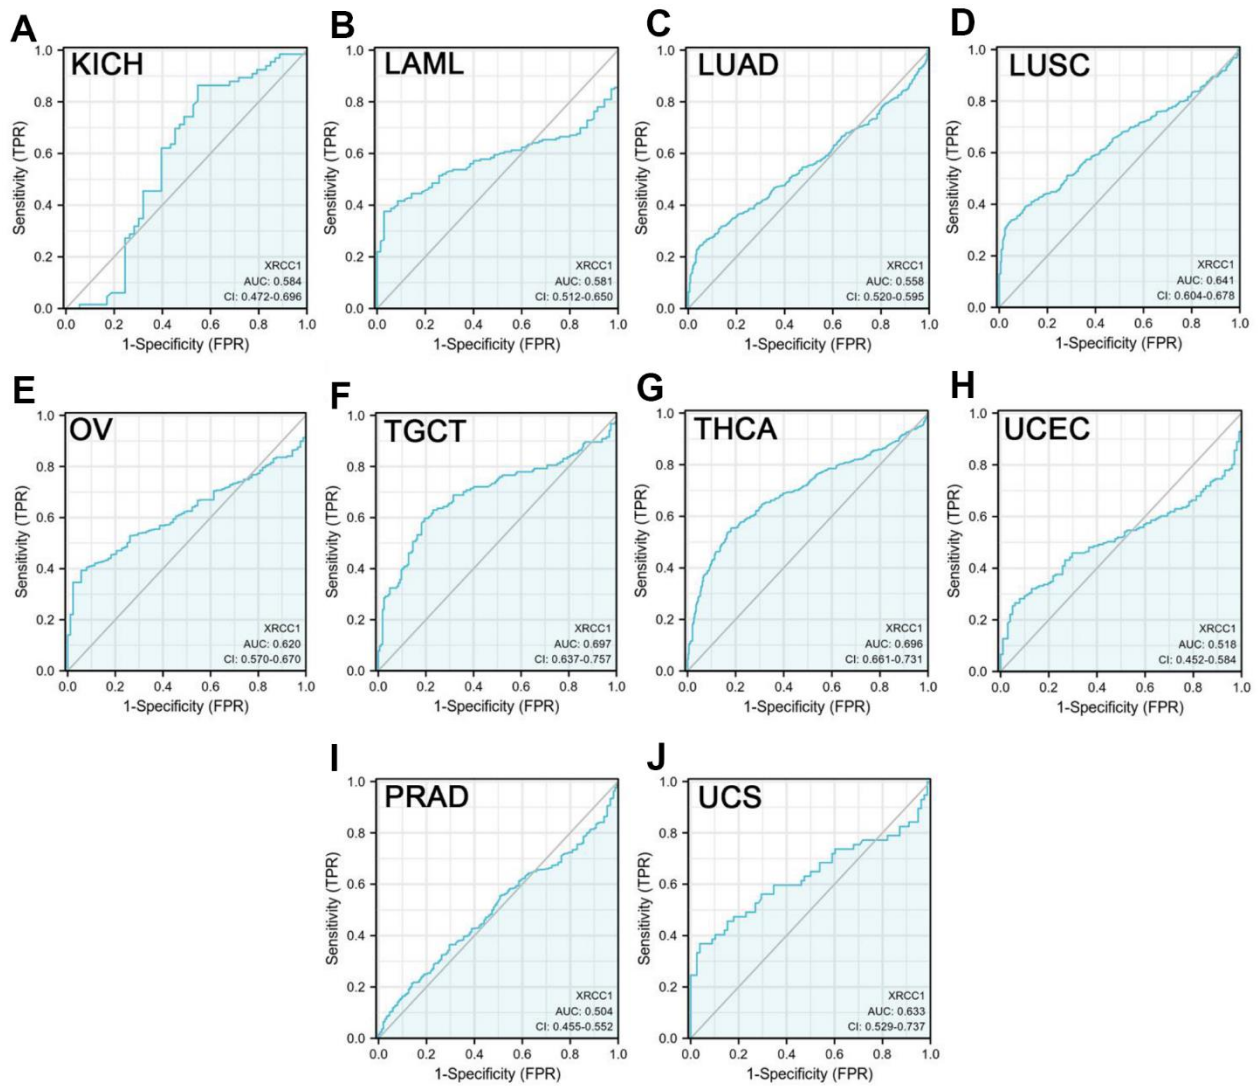 A
KICH
Sensitivity (TPR)
1.0
0.8
0.6
0.4
0.2
0.0
XRCC1
AUC: 0.584
CI: 0.472-0.696
0.0 0.2 0.4 0.6 0.8 1.0
1-Specificity (FPR)
B
LAML
Sensitivity (TPR)
1.0
0.8
0.6
0.4
0.2
0.0
XRCC1
AUC: 0.581
CI: 0.512-0.650
0.0 0.2 0.4 0.6 0.8 1.0
1-Specificity (FPR)
C
LUAD
Sensitivity (TPR)
1.0
0.8
0.6
0.4
0.2
0.0
XRCC1
AUC: 0.558
CI: 0.520-0.595
0.0 0.2 0.4 0.6 0.8 1.0
1-Specificity (FPR)
D
LUSC
Sensitivity (TPR)
1.0
0.8
0.6
0.4
0.2
0.0
XRCC1
AUC: 0.641
CI: 0.604-0.678
0.0 0.2 0.4 0.6 0.8 1.0
1-Specificity (FPR)
E
OV
Sensitivity (TPR)
1.0
0.8
0.6
0.4
0.2
0.0
XRCC1
AUC: 0.620
CI: 0.570-0.670
0.0 0.2 0.4 0.6 0.8 1.0
1-Specificity (FPR)
F
TGCT
Sensitivity (TPR)
1.0
0.8
0.6
0.4
0.2
0.0
XRCC1
AUC: 0.697
CI: 0.637-0.757
0.0 0.2 0.4 0.6 0.8 1.0
1-Specificity (FPR)
G
THCA
Sensitivity (TPR)
1.0
0.8
0.6
0.4
0.2
0.0
XRCC1
AUC: 0.696
CI: 0.661-0.731
0.0 0.2 0.4 0.6 0.8 1.0
1-Specificity (FPR)
H
UCEC
Sensitivity (TPR)
1.0
0.8
0.6
0.4
0.2
0.0
XRCC1
AUC: 0.518
CI: 0.452-0.584
0.0 0.2 0.4 0.6 0.8 1.0
1-Specificity (FPR)
I
PRAD
Sensitivity (TPR)
1.0
0.8
0.6
0.4
0.2
0.0
XRCC1
AUC: 0.504
CI: 0.455-0.552
0.0 0.2 0.4 0.6 0.8 1.0
1-Specificity (FPR)
J
UCS
Sensitivity (TPR)
1.0
0.8
0.6
0.4
0.2
0.0
XRCC1
AUC: 0.633
CI: 0.529-0.737
0.0 0.2 0.4 0.6 0.8 1.0
1-Specificity (FPR)